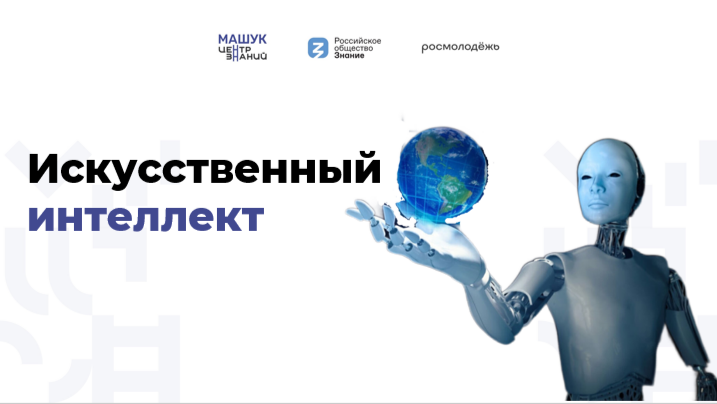 МАШУК
ЦЕНТР
ЗНАНИЙ
Российское
общество
Знание
росмолодёжь
Искусственный
интеллект